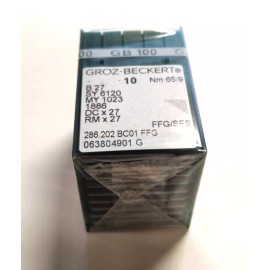 GB 100 G
GROZ-BECKERT®
10 Nm 65/9
B 27
SY 6120
MY 1023
1886
DC x 27
RM x 27
FFG/SES
286.202 BC01 FFG
063804901 G